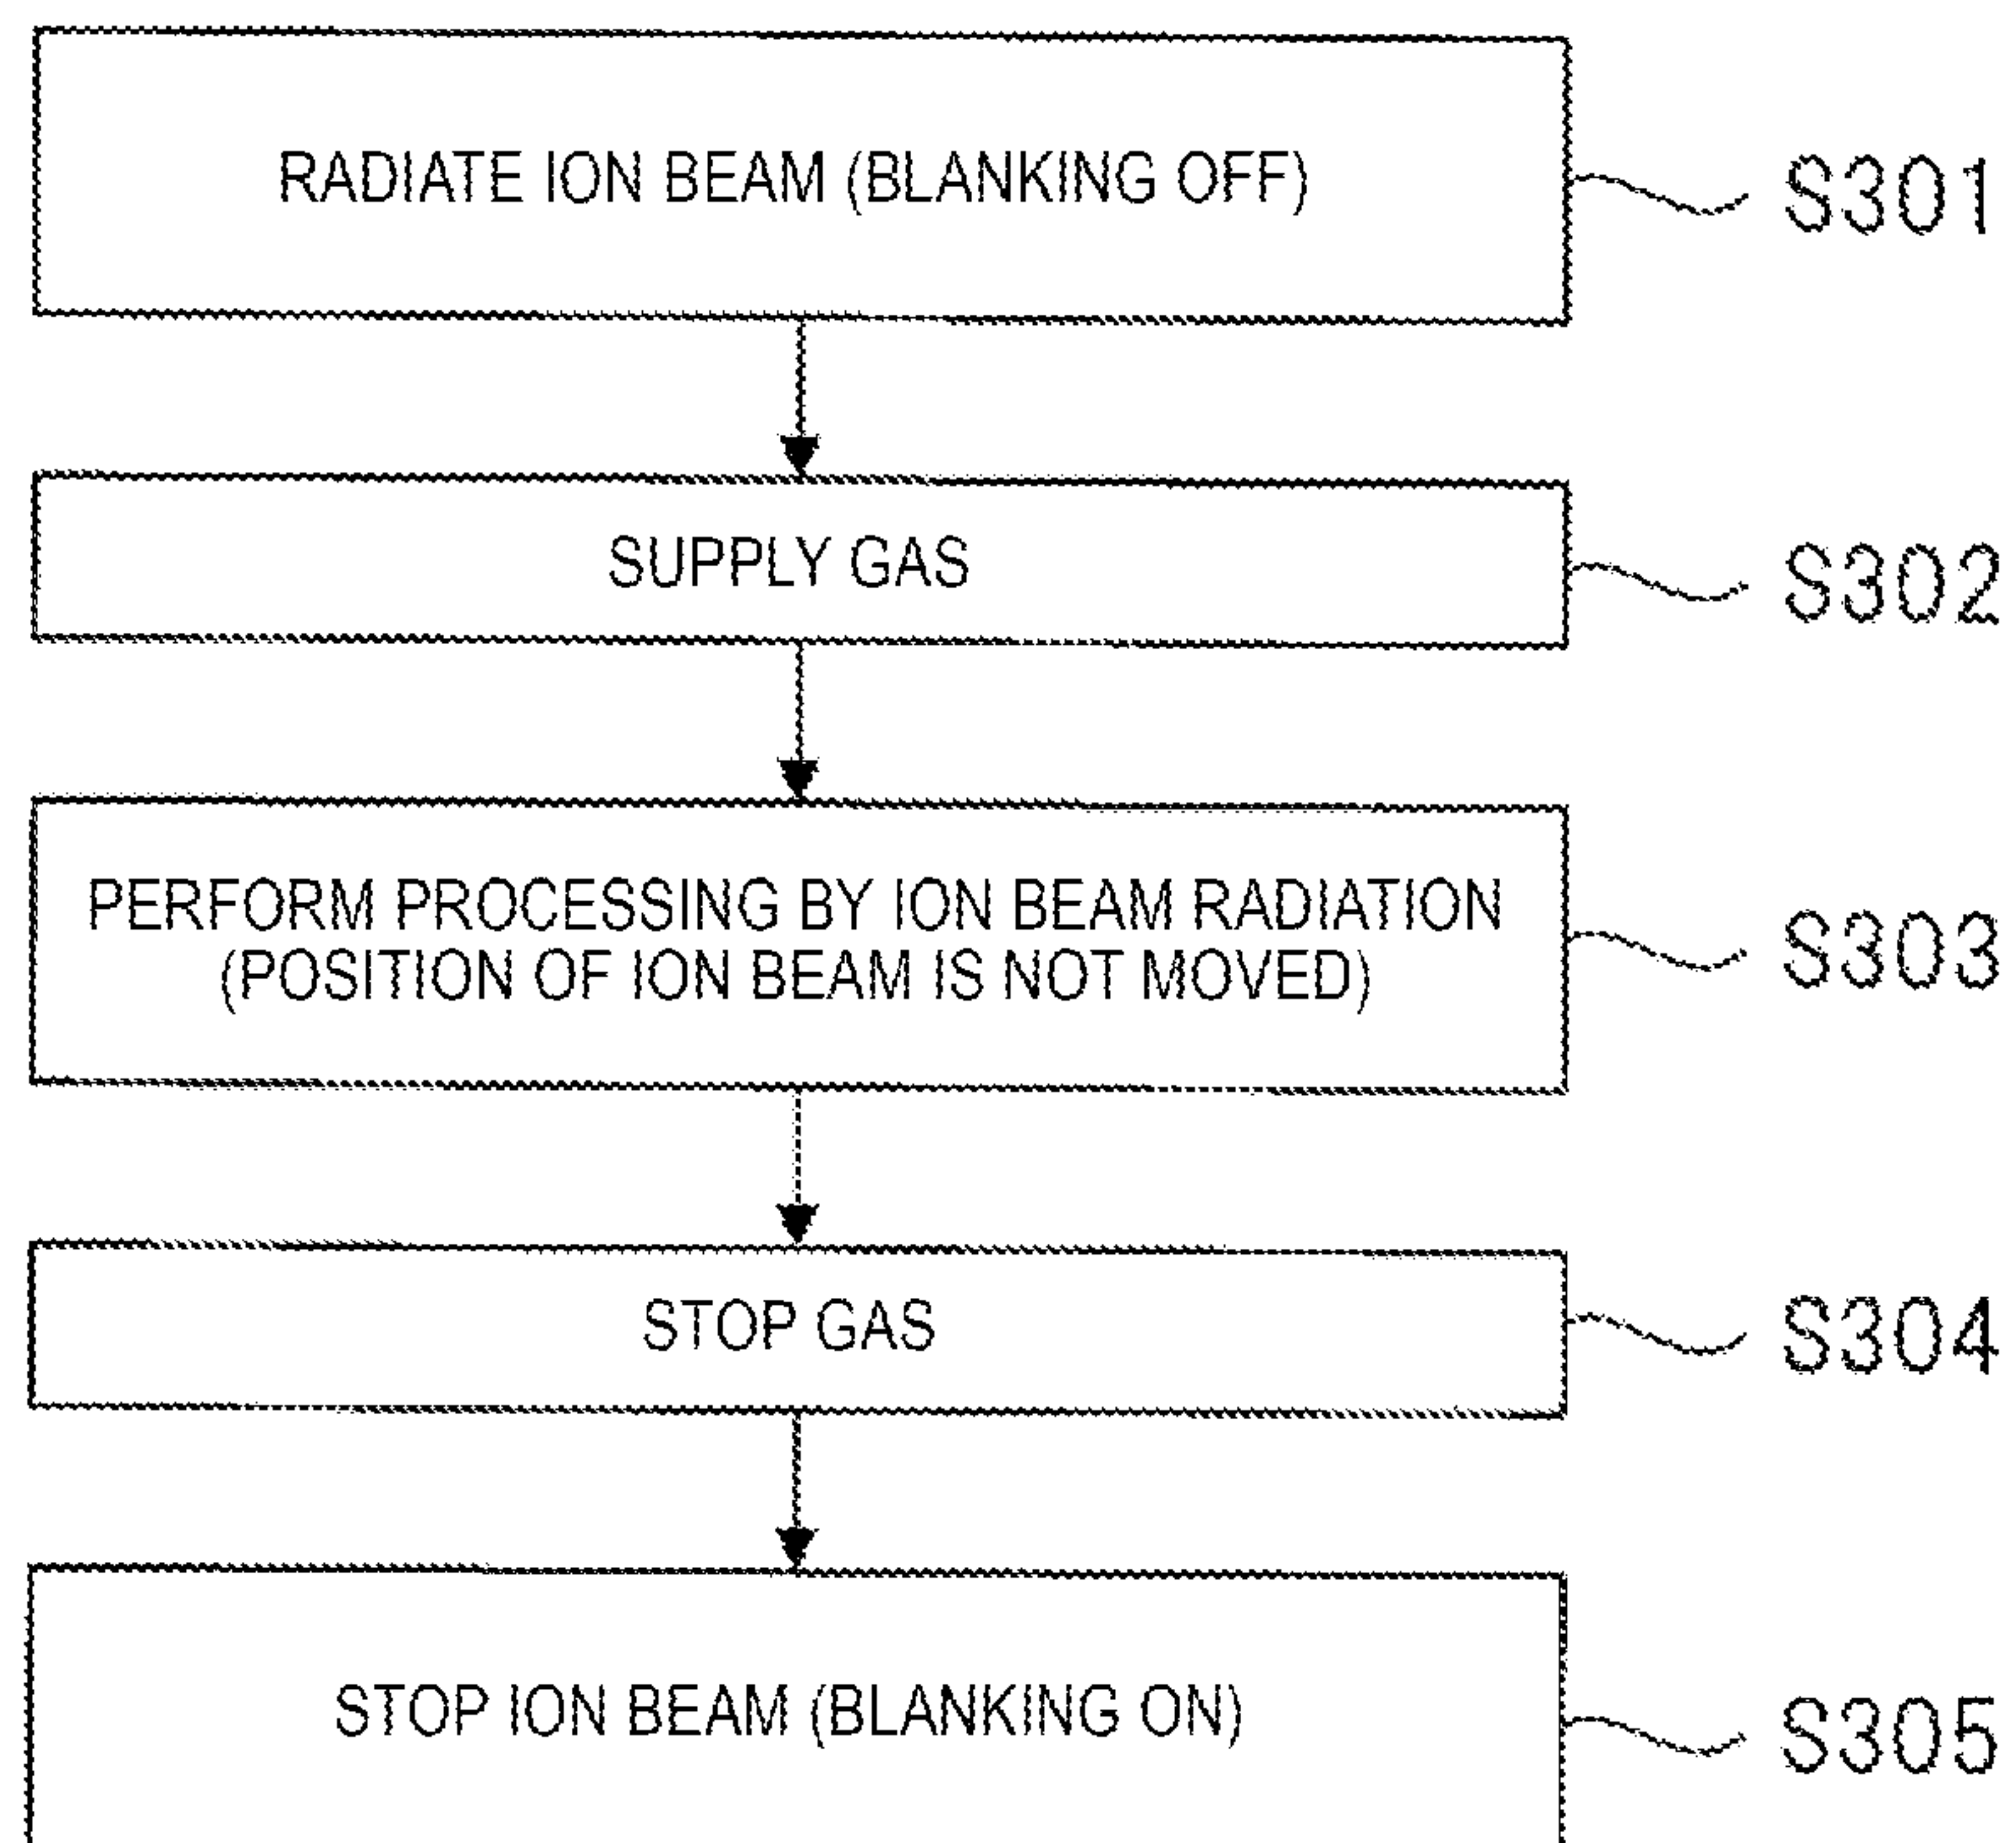 RADIATE ION BEAM (BLANKING OFF)
S301
SUPPLY GAS
S302
PERFORM PROCESSING BY ION BEAM RADIATION
(POSITION OF ION BEAM IS NOT MOVED)
S303
STOP GAS
S304
STOP ION BEAM (BLANKING ON)
S305